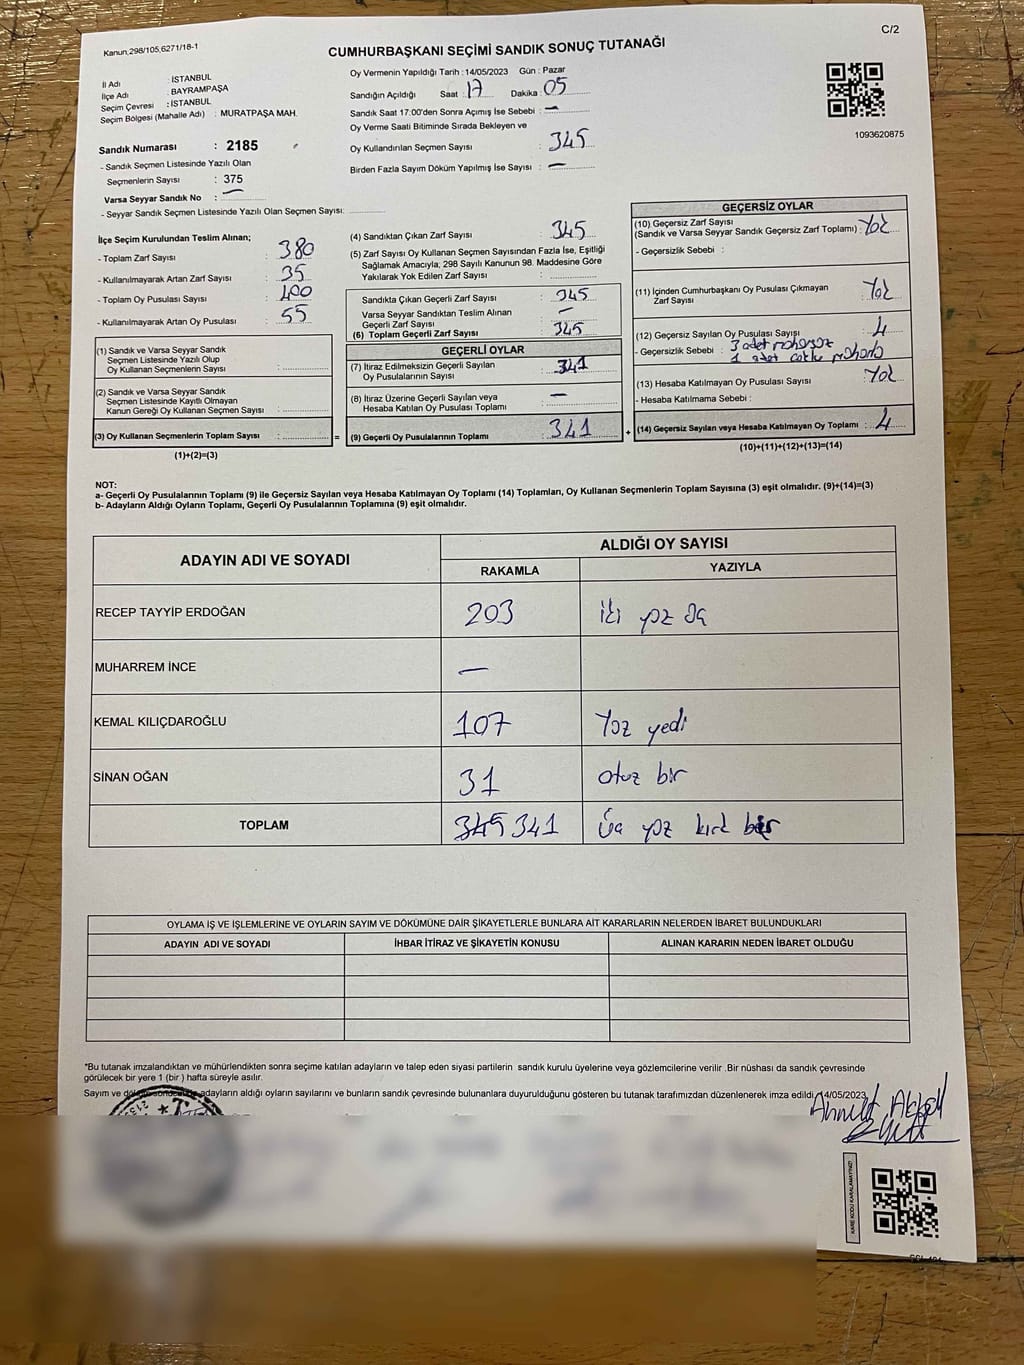 Kanun,298/105,6271/18-1
C/2
CUMHURBAŞKANI SEÇİMİ SANDIK SONUÇ TUTANAĞI
İl Adı : İSTANBUL
İlçe Adı : BAYRAMPAŞA
Seçim Çevresi : İSTANBUL
Seçim Bölgesi (Mahalle Adı) : MURATPAŞA MAH.
Sandık Numarası : 2185
- Sandık Seçmen Listesinde Yazılı Olan
Seçmenlerin Sayısı : 375
Varsa Seyyar Sandık No : —
- Seyyar Sandık Seçmen Listesinde Yazılı Olan Seçmen Sayısı:
Oy Vermenin Yapıldığı Tarih : 14/05/2023 Gün : Pazar
Sandığın Açıldığı Saat : 17 Dakika : 05
Sandık Saat 17:00'den Sonra Açımış İse Sebebi : —
Oy Verme Saati Bitiminde Sırada Bekleyen ve
Oy Kullandırılan Seçmen Sayısı : 345
Birden Fazla Sayım Döküm Yapılmış İse Sayısı : —
1093620875
İlçe Seçim Kurulundan Teslim Alınan;
- Toplam Zarf Sayısı : 380
- Kullanılmayarak Artan Zarf Sayısı : 35
- Toplam Oy Pusulası Sayısı : 400
- Kullanılmayarak Artan Oy Pusulası : 55
(1) Sandık ve Varsa Seyyar Sandık
Seçmen Listesinde Yazılı Olup
Oy Kullanan Seçmenlerin Sayısı :
(2) Sandık ve Varsa Seyyar Sandık
Seçmen Listesinde Kayıtlı Olmayan
Kanun Gereği Oy Kullanan Seçmen Sayısı :
(3) Oy Kullanan Seçmenlerin Toplam Sayısı :
(1)+(2)=(3)
(4) Sandıktan Çıkan Zarf Sayısı : 345
(5) Zarf Sayısı Oy Kullanan Seçmen Sayısından Fazla İse, Eşitliği
Sağlamak Amacıyla; 298 Sayılı Kanunun 98. Maddesine Göre
Yakılarak Yok Edilen Zarf Sayısı :
Sandıkta Çıkan Geçerli Zarf Sayısı : 345
Varsa Seyyar Sandıktan Teslim Alınan
Geçerli Zarf Sayısı : —
(6) Toplam Geçerli Zarf Sayısı : 345
GEÇERLİ OYLAR
(7) İtiraz Edilmeksizin Geçerli Sayılan
Oy Pusulalarının Sayısı : 341
(8) İtiraz Üzerine Geçerli Sayılan veya
Hesaba Katılan Oy Pusulası Toplamı : —
= (9) Geçerli Oy Pusulalarının Toplamı : 341 +
GEÇERSİZ OYLAR
(10) Geçersiz Zarf Sayısı
(Sandık ve Varsa Seyyar Sandık Geçersiz Zarf Toplamı) : Yok
- Geçersizlik Sebebi :
(11) İçinden Cumhurbaşkanı Oy Pusulası Çıkmayan
Zarf Sayısı : Yok
(12) Geçersiz Sayılan Oy Pusulası Sayısı : 4
- Geçersizlik Sebebi : 3 adet mühürsüz
1 adet çoklu mühürlü
(13) Hesaba Katılmayan Oy Pusulası Sayısı : Yok
- Hesaba Katılmama Sebebi :
(14) Geçersiz Sayılan veya Hesaba Katılmayan Oy Toplamı : 4
(10)+(11)+(12)+(13)=(14)
NOT:
a- Geçerli Oy Pusulalarının Toplamı (9) ile Geçersiz Sayılan veya Hesaba Katılmayan Oy Toplamı (14) Toplamları, Oy Kullanan Seçmenlerin Toplam Sayısına (3) eşit olmalıdır. (9)+(14)=(3)
b- Adayların Aldığı Oyların Toplamı, Geçerli Oy Pusulalarının Toplamına (9) eşit olmalıdır.
ADAYIN ADI VE SOYADI ALDIĞI OY SAYISI
RAKAMLA YAZIYLA
RECEP TAYYİP ERDOĞAN 203 iki yüz üç
MUHARREM İNCE —
KEMAL KILIÇDAROĞLU 107 Yüz yedi
SİNAN OĞAN 31 otuz bir
TOPLAM 345 341 üç yüz kırk bir
OYLAMA İŞ VE İŞLEMLERİNE VE OYLARIN SAYIM VE DÖKÜMÜNE DAİR ŞİKAYETLERLE BUNLARA AİT KARARLARIN NELERDEN İBARET BULUNDUKLARI
ADAYIN ADI VE SOYADI İHBAR İTİRAZ VE ŞİKAYETİN KONUSU ALINAN KARARIN NEDEN İBARET OLDUĞU
*Bu tutanak imzalandıktan ve mühürlendikten sonra seçime katılan adayların ve talep eden siyasi partilerin sandık kurulu üyelerine veya gözlemcilerine verilir .Bir nüshası da sandık çevresinde
görülecek bir yere 1 (bir ) hafta süreyle asılır.
Sayım ve adayların aldığı oyların sayılarını ve bunların sandık çevresinde bulunanlara duyurulduğunu gösteren bu tutanak tarafımızdan düzenlenerek imza edildi. 14/05/2023
Ahmet
KARE KODU KARALAMAYINIZ!